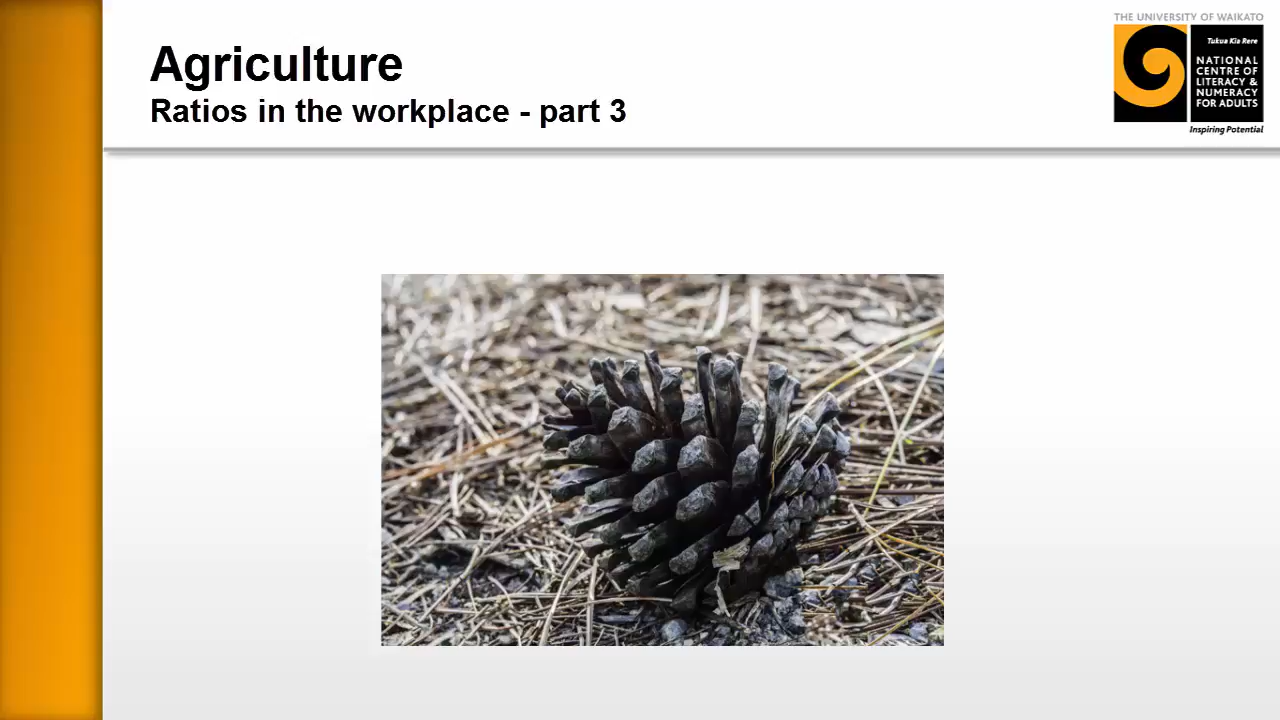 Agriculture
Ratios in the workplace - part 3
THE UNIVERSITY OF WAIKATO
Tukua Kia Rere
NATIONAL
CENTRE OF
LITERACY &
NUMERACY
FOR ADULTS
Inspiring Potential